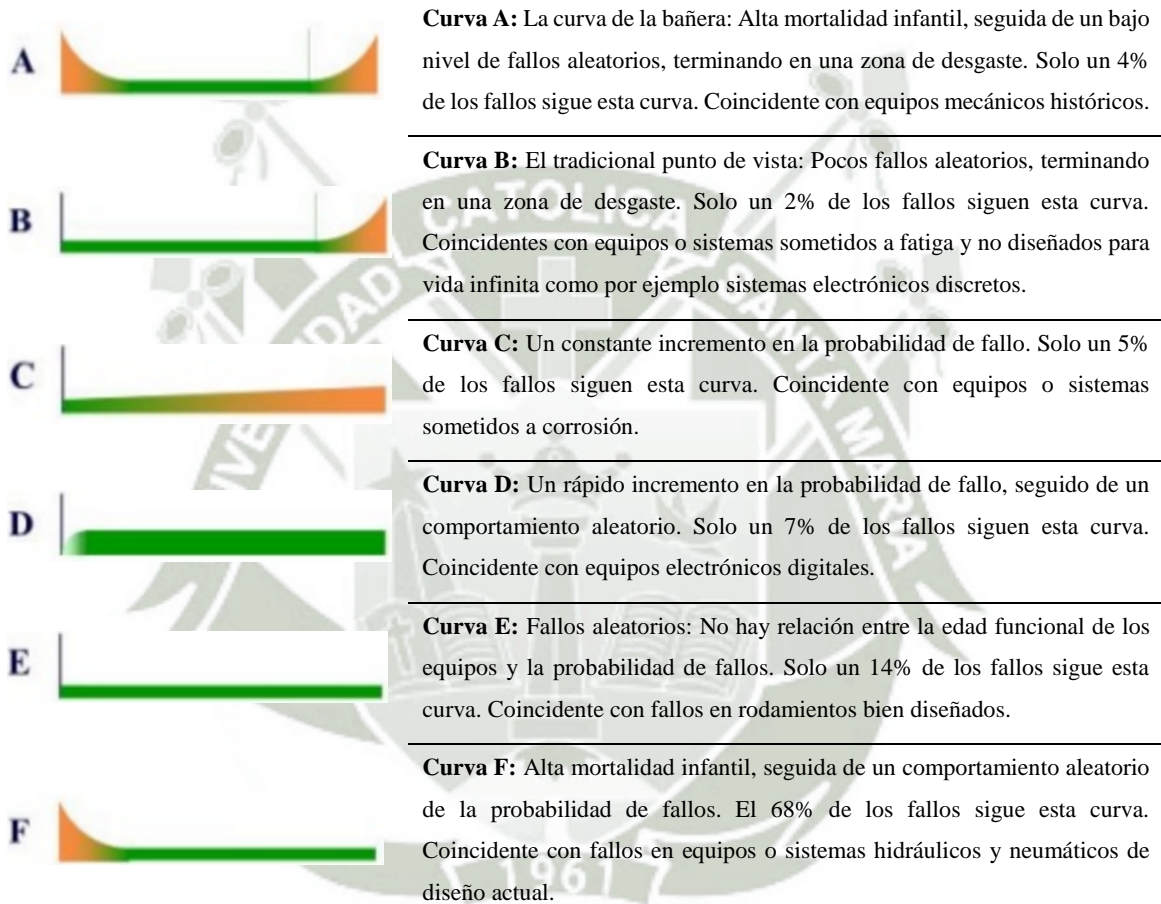 Curva A: La curva de la bañera: Alta mortalidad infantil, seguida de un bajo
nivel de fallos aleatorios, terminando en una zona de desgaste. Solo un 4%
A
de los fallos sigue esta curva. Coincidente con equipos mecánicos históricos.
Curva B: El tradicional punto de vista: Pocos fallos aleatorios, terminando
B
en una zona de desgaste. Solo un 2% de los fallos siguen esta curva.
Coincidentes con equipos o sistemas sometidos a fatiga y no diseñados para
vida infinita como por ejemplo sistemas electrónicos discretos.
Curva C: Un constante incremento en la probabilidad de fallo. Solo un 5%
C
de los fallos siguen esta curva. Coincidente con equipos o sistemas
sometidos a corrosión.
Curva D: Un rápido incremento en la probabilidad de fallo, seguido de un
D
comportamiento aleatorio. Solo un 7% de los fallos siguen esta curva.
Coincidente con equipos electrónicos digitales.
Curva E: Fallos aleatorios: No hay relación entre la edad funcional de los
E
equipos y la probabilidad de fallos. Solo un 14% de los fallos sigue esta
curva. Coincidente con fallos en rodamientos bien diseñados.
Curva F: Alta mortalidad infantil, seguida de un comportamiento aleatorio
de la probabilidad de fallos. El 68% de los fallos sigue esta curva.
F
Coincidente con fallos en equipos o sistemas hidráulicos y neumáticos de
diseño actual.
CATOLICA
SANTA MARIA
1961